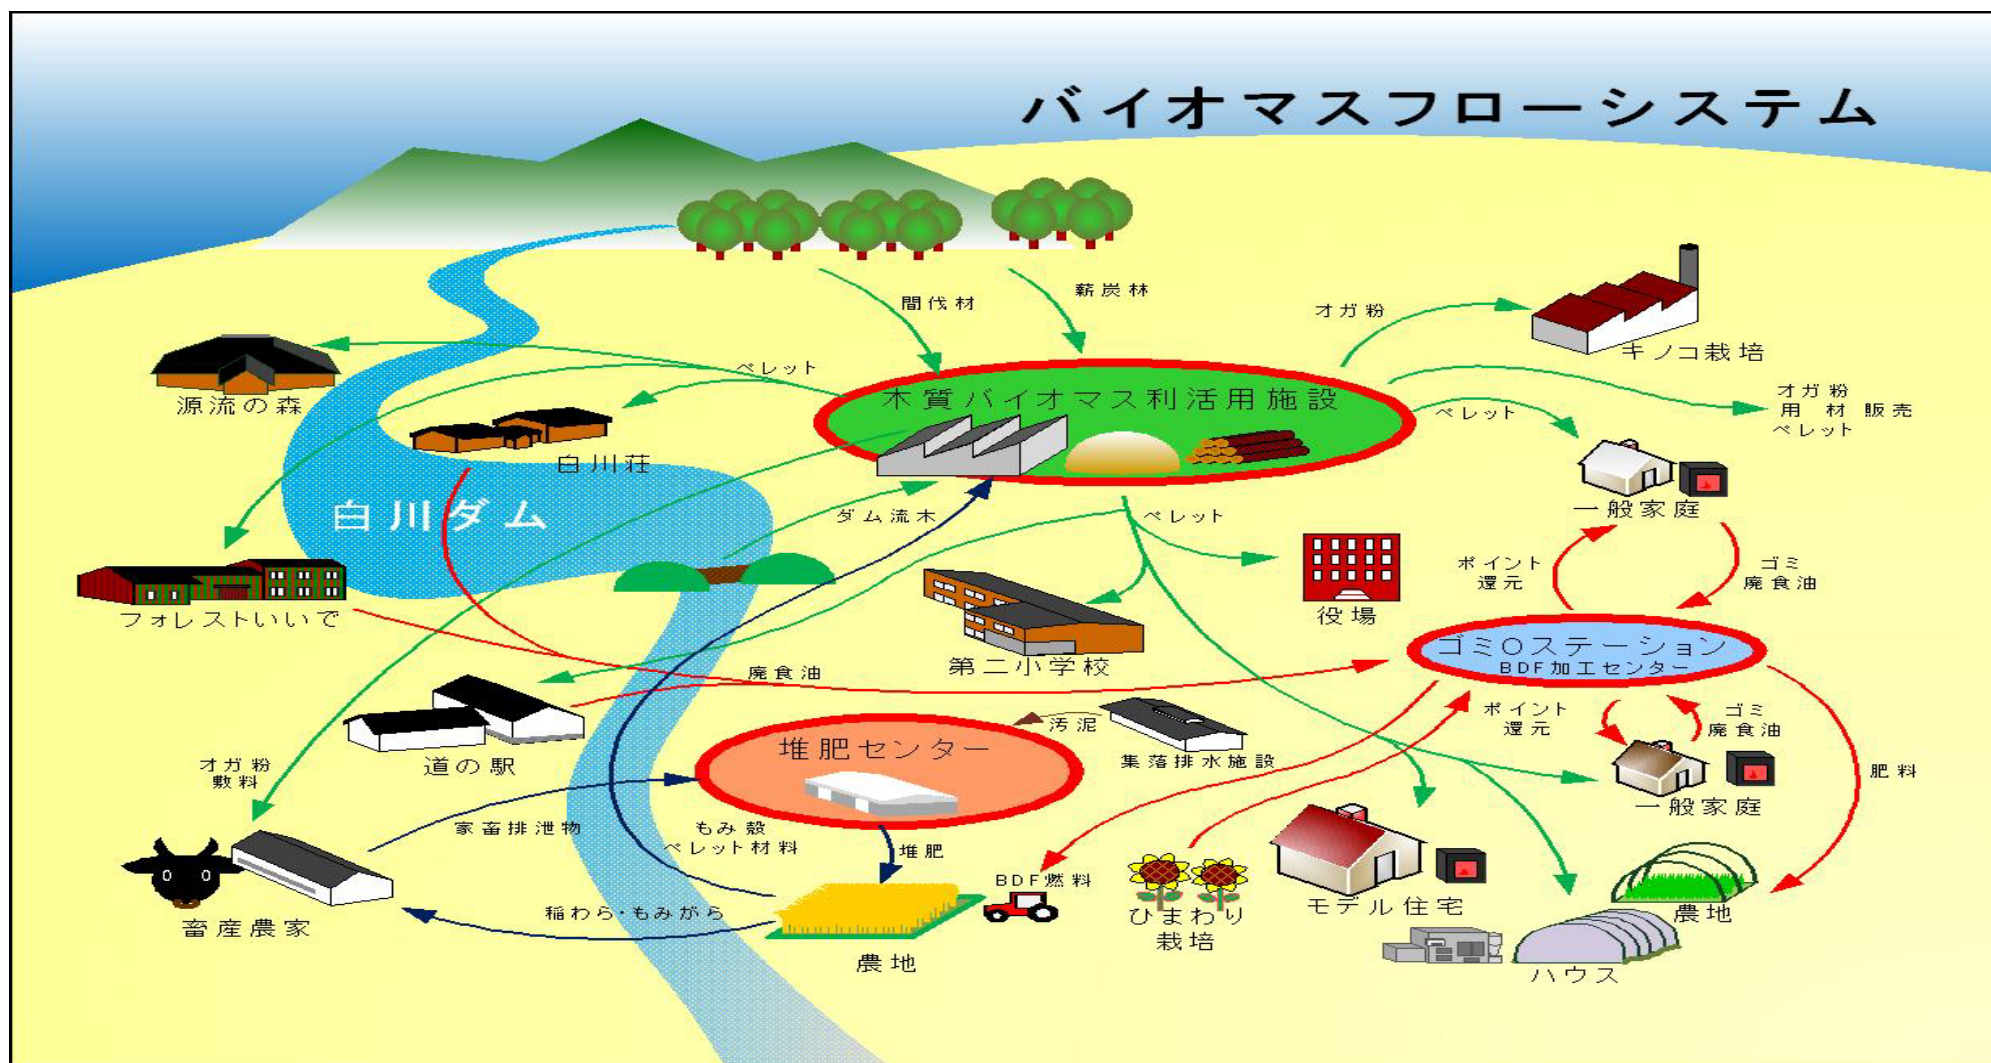 バイオマスフローシステム
間伐材
薪炭林
オガ粉
キノコ栽培
源流の森
ペレット
木質バイオマス利活用施設
ペレット
オガ粉
用 材 販売
ペレット
白川荘
一般家庭
白川ダム
ダム流木
ペレット
ポイント
還元
ゴミ
廃食油
フォレストいいで
役場
第二小学校
ゴミ0ステーション
BDF加工センター
廃食油
汚泥
ポイント
還元
ゴミ
廃食油
道の駅
堆肥センター
集落排水施設
オガ粉
敷料
肥料
一般家庭
家畜排泄物
もみ殻
ペレット材料
堆肥
BDF燃料
稲わら・もみがら
畜産農家
農地
ひまわり
栽培
モデル住宅
農地
ハウス